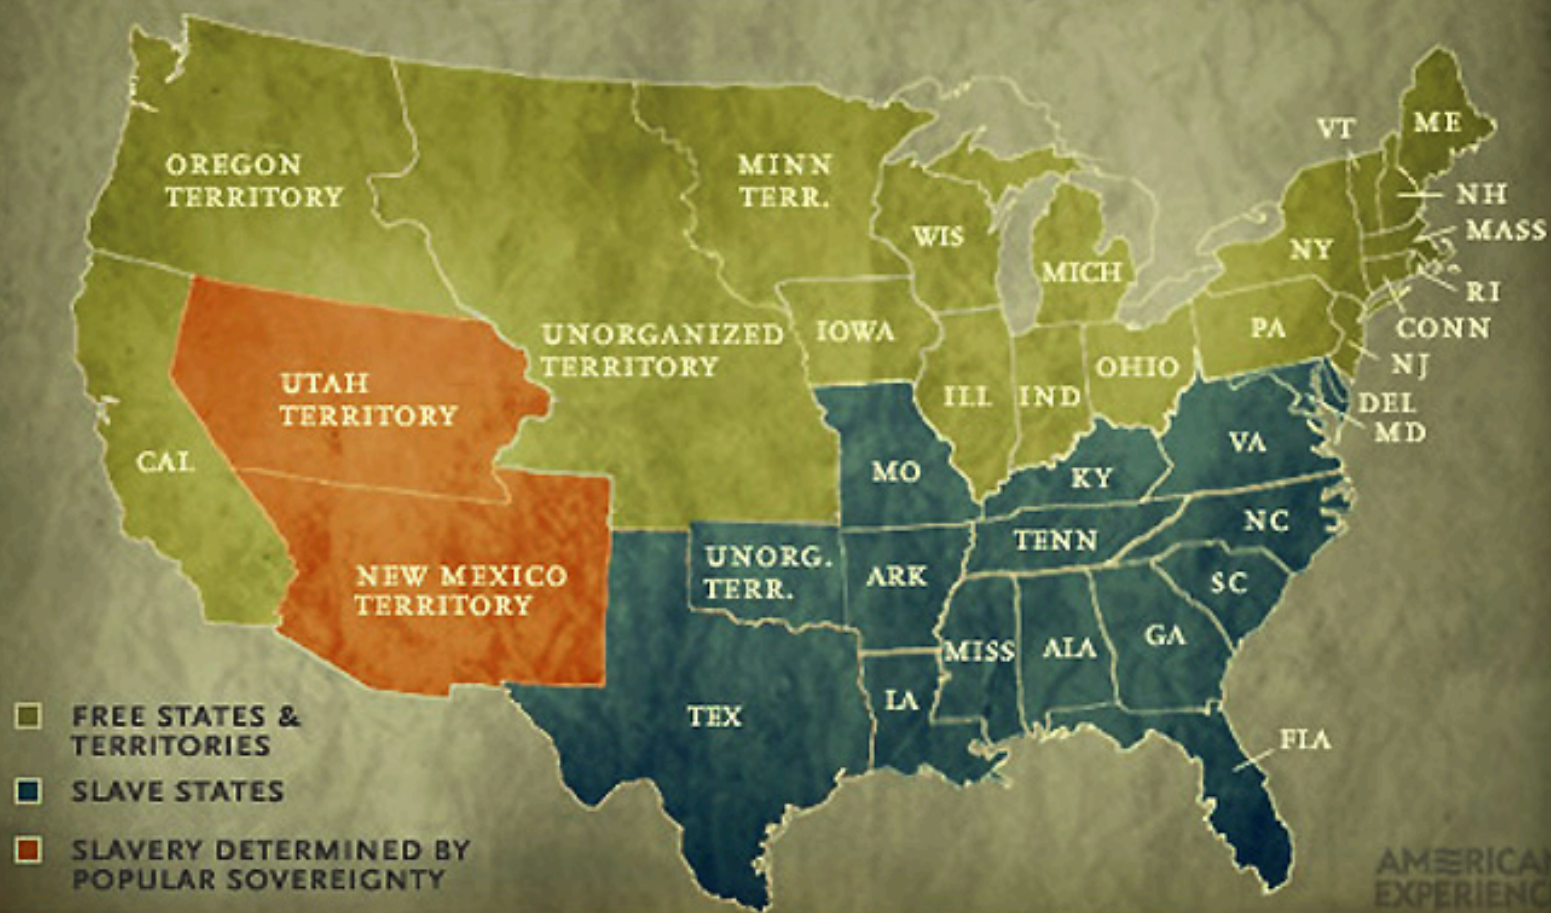 OREGON
TERRITORY
MINN
TERR.
VT
ME
NH
MASS
WIS
MICH
NY
RI
CONN
UNORGANIZED
TERRITORY
IOWA
PA
NJ
UTAH
TERRITORY
ILL
IND
OHIO
DEL
MD
CAL
MO
KY
VA
NEW MEXICO
TERRITORY
UNORG.
TERR.
ARK
TENN
NC
SC
MISS
ALA
GA
TEX
LA
FLA
FREE STATES &
TERRITORIES
SLAVE STATES
SLAVERY DETERMINED BY
POPULAR SOVEREIGNTY
AMERICAN
EXPERIENC